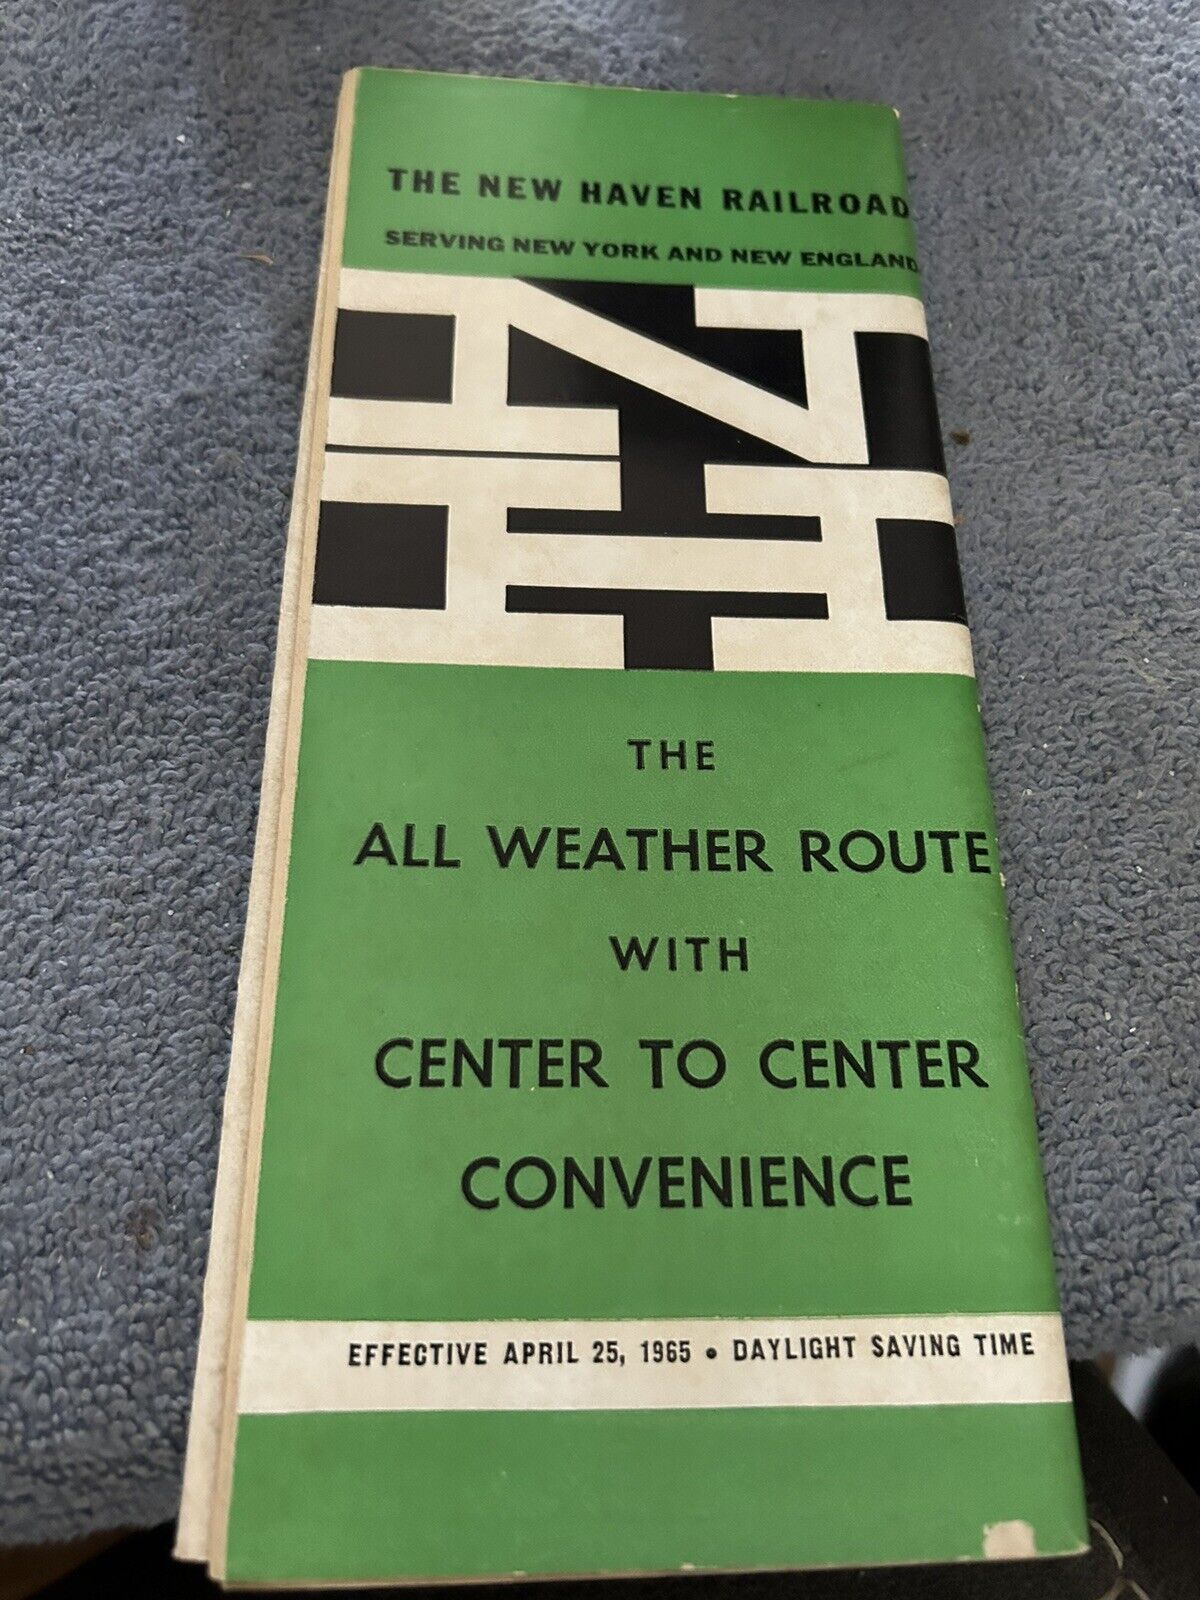 THE NEW HAVEN RAILROAD
SERVING NEW YORK AND NEW ENGLAND
N
H
THE
ALL WEATHER ROUTE
WITH
CENTER TO CENTER
CONVENIENCE
EFFECTIVE APRIL 25, 1965 • DAYLIGHT SAVING TIME